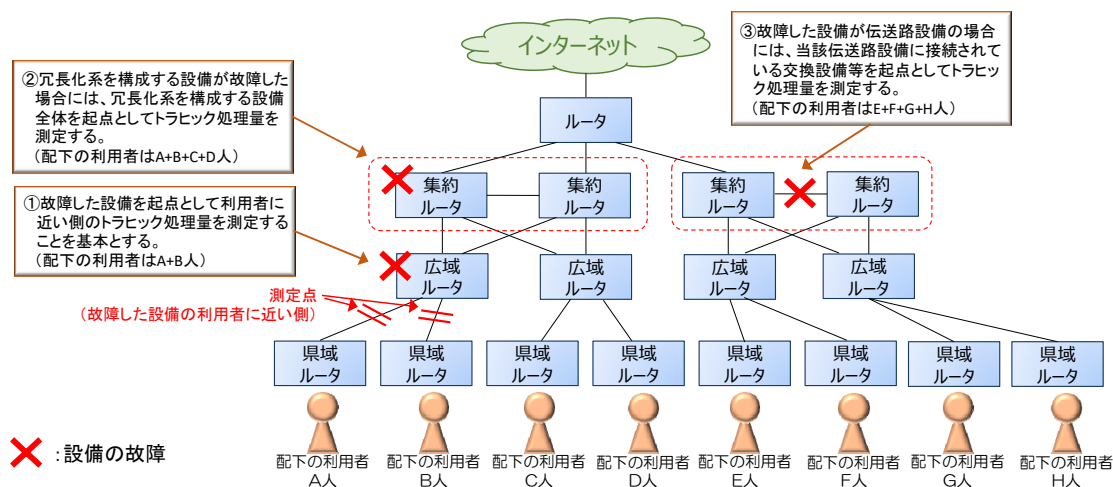 インターネット
③故障した設備が伝送路設備の場合
には、当該伝送路設備に接続されて
いる交換設備等を起点としてトラヒッ
ク処理量を測定する。
(配下の利用者はE+F+G+H人)
②冗長化系を構成する設備が故障した
場合には、冗長化系を構成する設備
全体を起点としてトラヒック処理量を
測定する。
(配下の利用者はA+B+C+D人)
ルータ
集約
ルータ
集約
ルータ
集約
ルータ
集約
ルータ
①故障した設備を起点として利用者に
近い側のトラヒック処理量を測定する
ことを基本とする。
(配下の利用者はA+B人)
広域
ルータ
広域
ルータ
広域
ルータ
広域
ルータ
測定点
(故障した設備の利用者に近い側)
県域
ルータ
県域
ルータ
県域
ルータ
県域
ルータ
県域
ルータ
県域
ルータ
県域
ルータ
県域
ルータ
:設備の故障
配下の利用者
A人
配下の利用者
B人
配下の利用者
C人
配下の利用者
D人
配下の利用者
E人
配下の利用者
F人
配下の利用者
G人
配下の利用者
H人